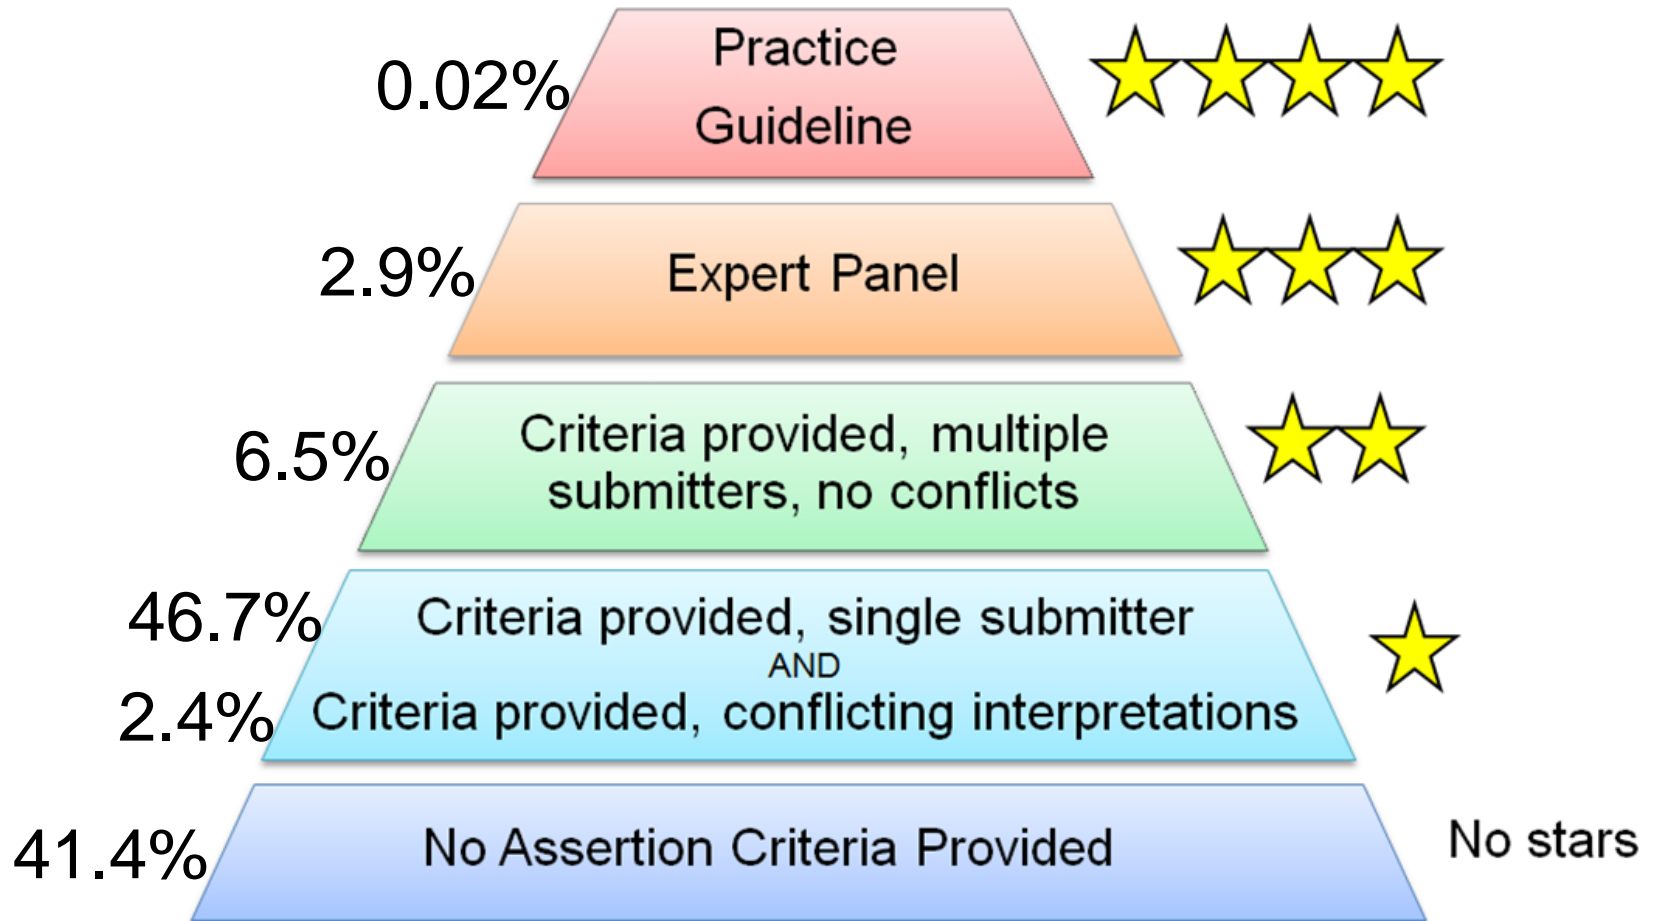 0.02%
Practice
Guideline
2.9%
Expert Panel
6.5%
Criteria provided, multiple
submitters, no conflicts
46.7%
Criteria provided, single submitter
AND
2.4%
Criteria provided, conflicting interpretations
41.4%
No Assertion Criteria Provided
No stars